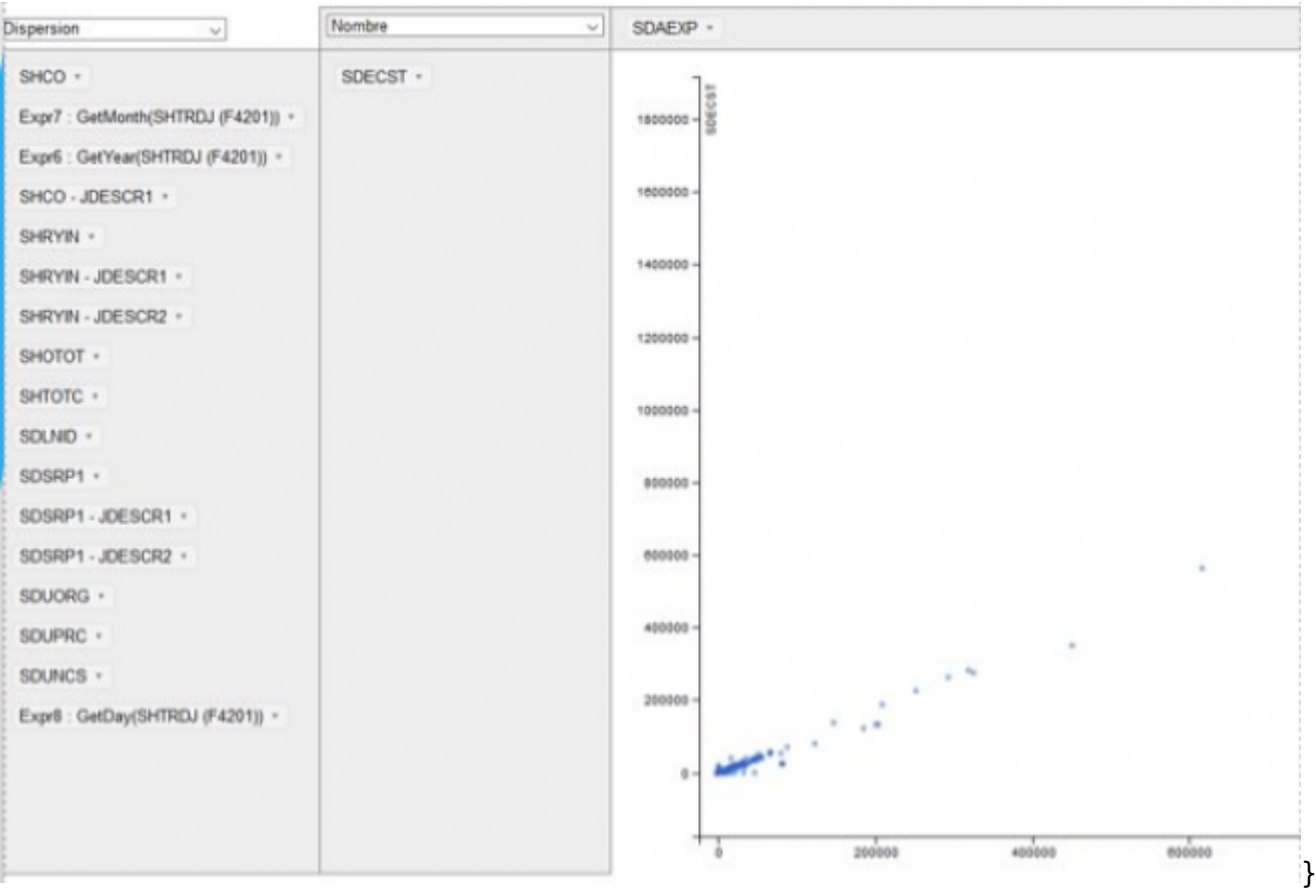 Dispersion
Nombre
SDAEXP
SHCO
SDECST
Expr7 : GetMonth(SHTRDJ (F4201))
Expr6 : GetYear(SHTRDJ (F4201))
SHCO - JDESCR1
SHRYIN
SHRYIN - JDESCR1
SHRYIN - JDESCR2
SHOTOT
SHTOTC
SDLNID
SDSRP1
SDSRP1 - JDESCR1
SDSRP1 - JDESCR2
SDUORG
SDUPRC
SDUNCS
Expr8 : GetDay(SHTRDJ (F4201))
SDECST
1800000
1600000
1400000
1200000
1000000
800000
600000
400000
200000
0
0 200000 400000 600000
}